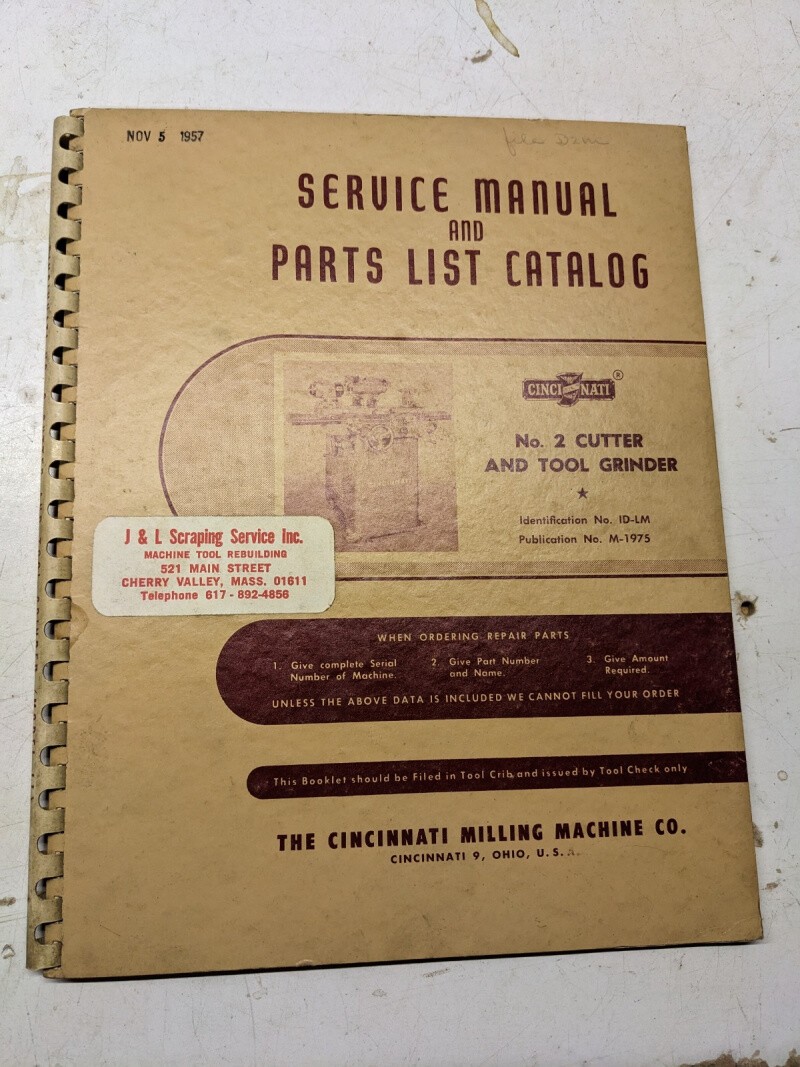 NOV 5 1957
SERVICE MANUAL
AND
PARTS LIST CATALOG
CINCINNATI
®
No. 2 CUTTER
AND TOOL GRINDER
★
Identification No. ID-LM
Publication No. M-1975
CINCINNATI
J & L Scraping Service Inc.
MACHINE TOOL REBUILDING
521 MAIN STREET
CHERRY VALLEY, MASS. 01611
Telephone 617 - 892-4856
WHEN ORDERING REPAIR PARTS
1. Give complete Serial
Number of Machine.
2. Give Part Number
and Name.
3. Give Amount
Required.
UNLESS THE ABOVE DATA IS INCLUDED WE CANNOT FILL YOUR ORDER
This Booklet should be Filed in Tool Crib and issued by Tool Check only
THE CINCINNATI MILLING MACHINE CO.
CINCINNATI 9, OHIO, U.S.A.